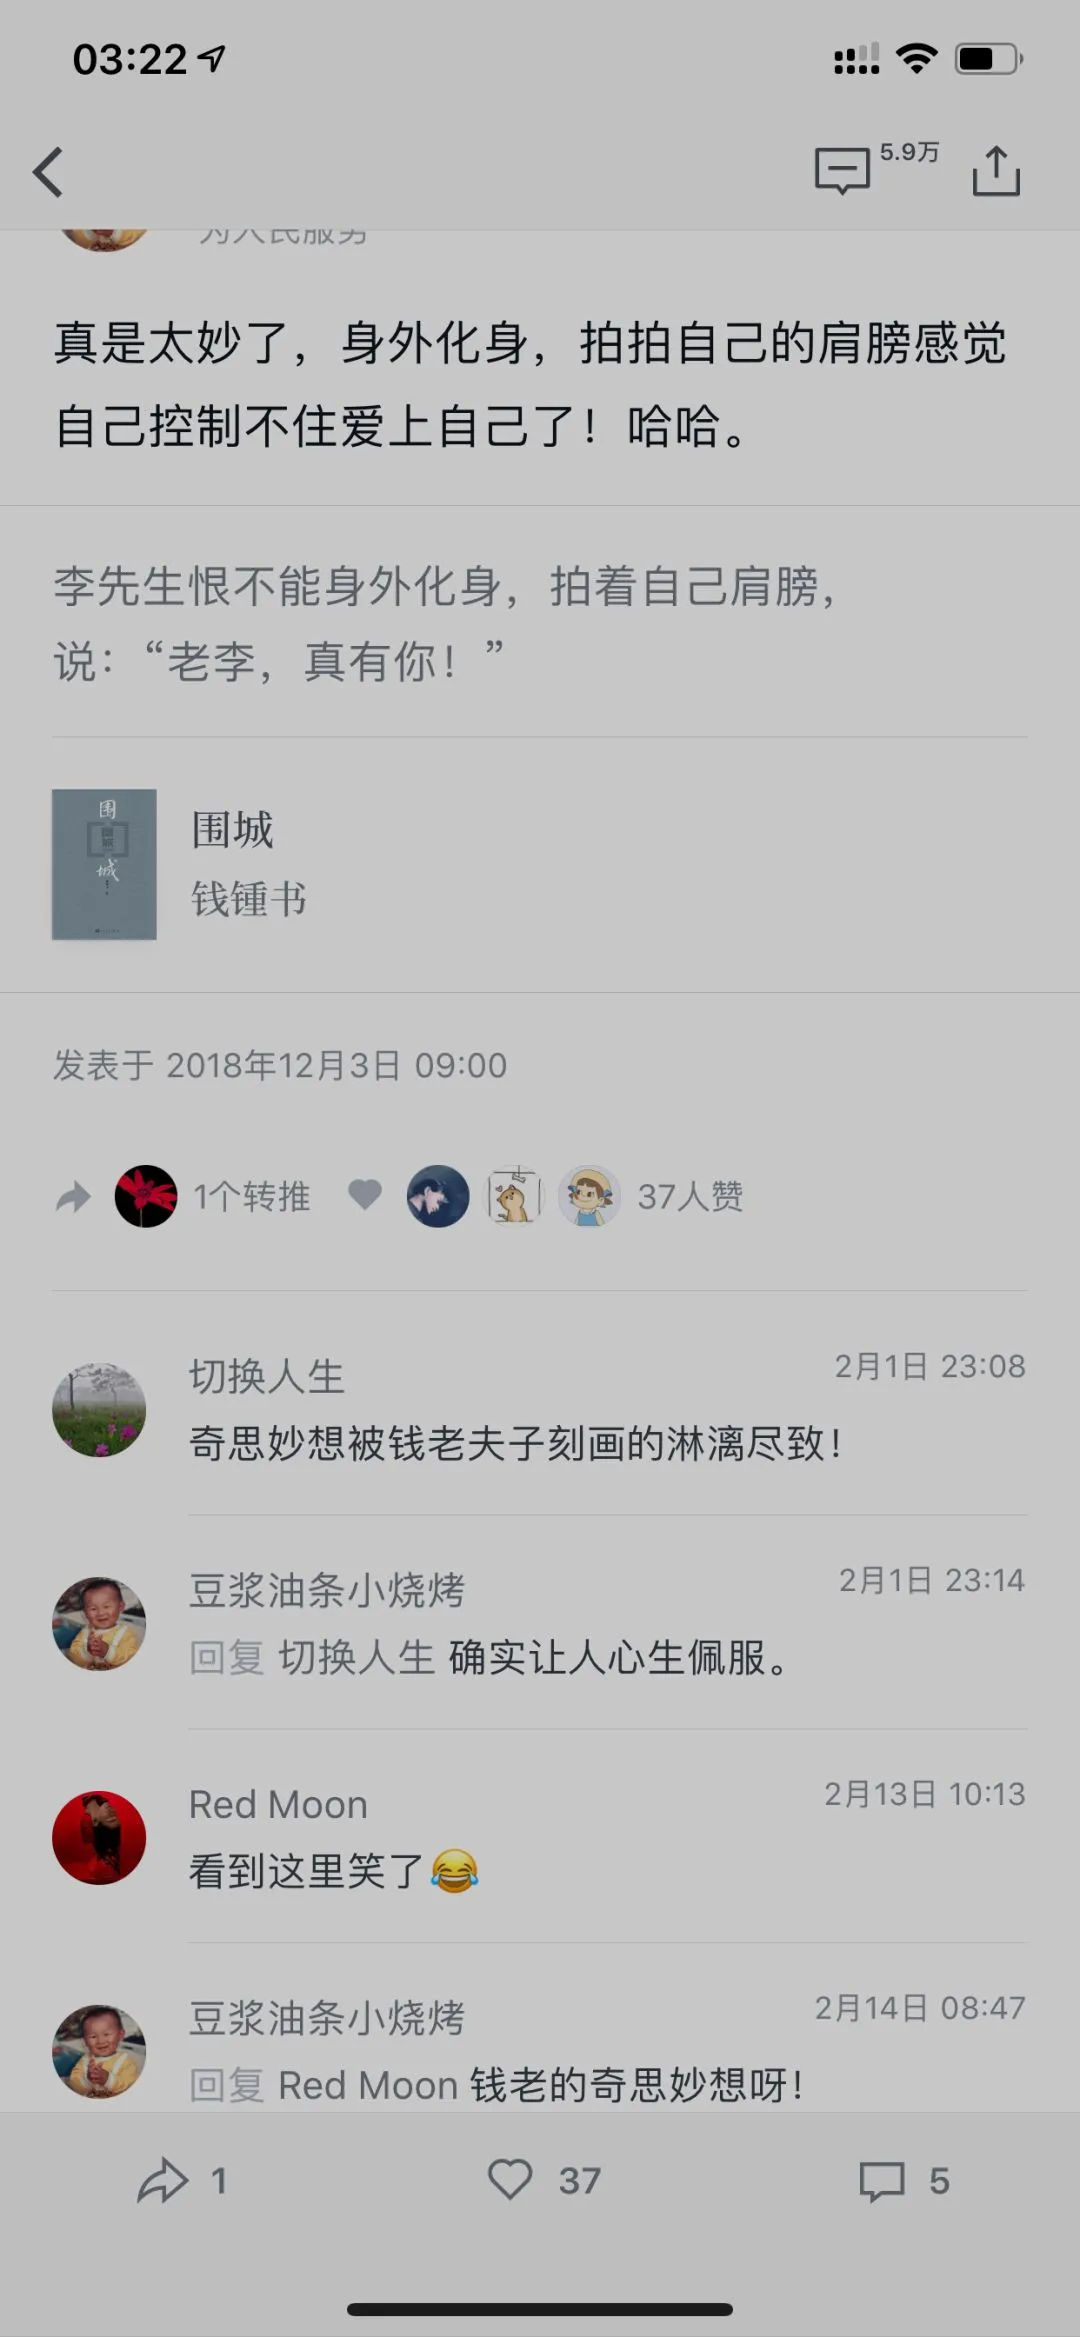 03:22
5.9万
为人民服务
真是太妙了，身外化身，拍拍自己的肩膀感觉
自己控制不住爱上自己了！哈哈。
李先生恨不能身外化身，拍着自己肩膀，
说：“老李，真有你！”
围
城
围城
钱锺书
发表于 2018年12月3日 09:00
1个转推
37人赞
切换人生
2月1日 23:08
奇思妙想被钱老夫子刻画的淋漓尽致！
豆浆油条小烧烤
2月1日 23:14
回复 切换人生 确实让人心生佩服。
Red Moon
2月13日 10:13
看到这里笑了😂
豆浆油条小烧烤
2月14日 08:47
回复 Red Moon 钱老的奇思妙想呀！
1
37
5